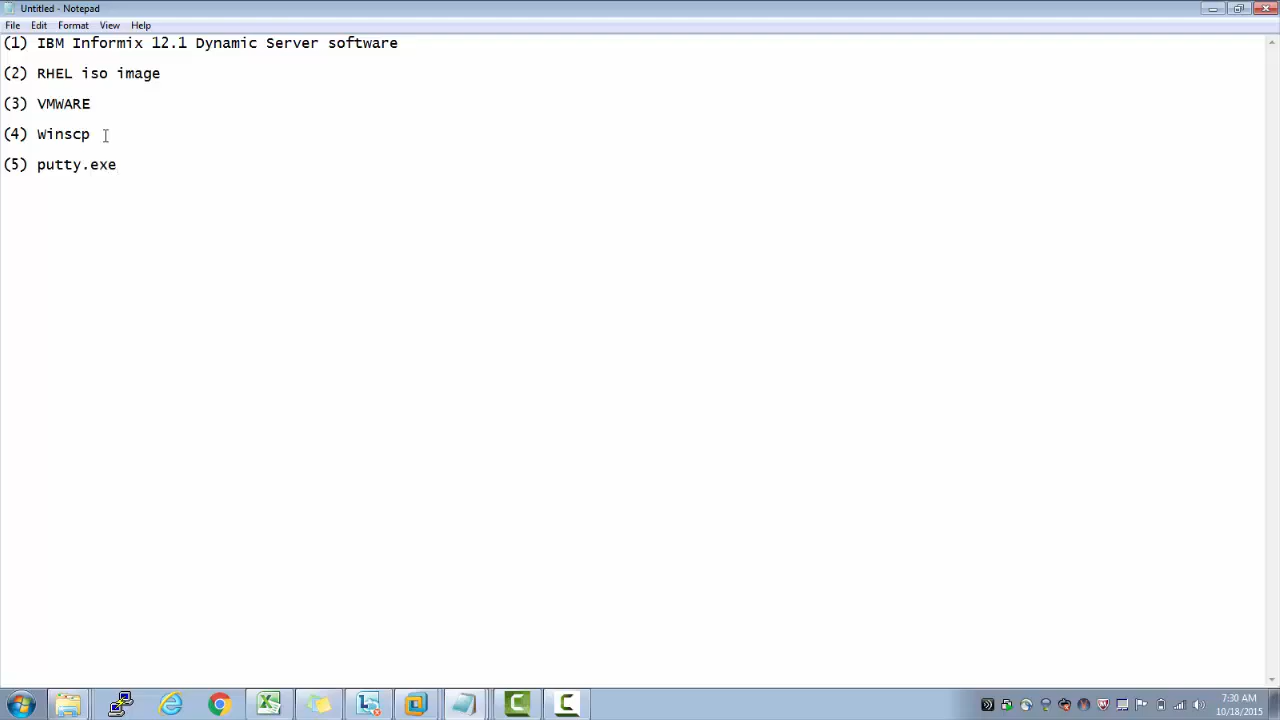 Untitled - Notepad
File Edit Format View Help
(1) IBM Informix 12.1 Dynamic Server software
(2) RHEL iso image
(3) VMWARE
(4) Winscp
(5) putty.exe
7:30 AM
10/18/2015